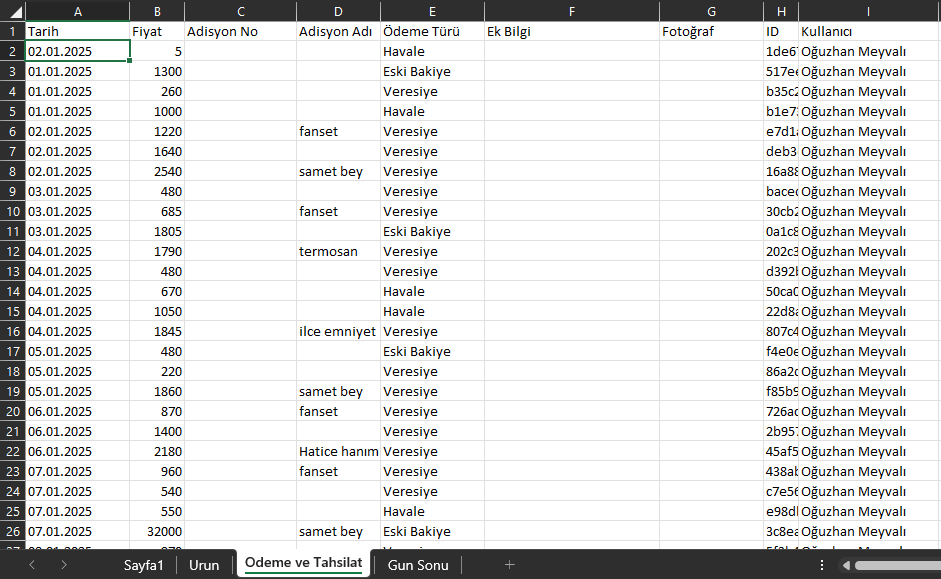 A B C D E F G H I
1 Tarih Fiyat Adisyon No Adisyon Adı Ödeme Türü Ek Bilgi Fotoğraf ID Kullanıcı
2 02.01.2025 5 Havale 1de6 Oğuzhan Meyvalı
3 01.01.2025 1300 Eski Bakiye 517e Oğuzhan Meyvalı
4 01.01.2025 260 Veresiye b35c2 Oğuzhan Meyvalı
5 01.01.2025 1000 Havale b1e7 Oğuzhan Meyvalı
6 02.01.2025 1220 fanset Veresiye e7d1 Oğuzhan Meyvalı
7 02.01.2025 1640 Veresiye deb3 Oğuzhan Meyvalı
8 02.01.2025 2540 samet bey Veresiye 16a88 Oğuzhan Meyvalı
9 03.01.2025 480 Veresiye bace Oğuzhan Meyvalı
10 03.01.2025 685 fanset Veresiye 30cb2 Oğuzhan Meyvalı
11 03.01.2025 1805 Eski Bakiye 0a1c8 Oğuzhan Meyvalı
12 04.01.2025 1790 termosan Veresiye 202c3 Oğuzhan Meyvalı
13 04.01.2025 480 Veresiye d392 Oğuzhan Meyvalı
14 04.01.2025 670 Havale 50ca0 Oğuzhan Meyvalı
15 04.01.2025 1050 Havale 22d8 Oğuzhan Meyvalı
16 04.01.2025 1845 ilce emniyet Veresiye 807c4 Oğuzhan Meyvalı
17 05.01.2025 480 Eski Bakiye f4e0e Oğuzhan Meyvalı
18 05.01.2025 220 Veresiye 86a2 Oğuzhan Meyvalı
19 05.01.2025 1860 samet bey Veresiye f85b9 Oğuzhan Meyvalı
20 06.01.2025 870 fanset Veresiye 726a Oğuzhan Meyvalı
21 06.01.2025 1400 Veresiye 2b957 Oğuzhan Meyvalı
22 06.01.2025 2180 Hatice hanım Veresiye 45af5 Oğuzhan Meyvalı
23 07.01.2025 960 fanset Veresiye 438a Oğuzhan Meyvalı
24 07.01.2025 540 Veresiye c7e56 Oğuzhan Meyvalı
25 07.01.2025 550 Havale e98d Oğuzhan Meyvalı
26 07.01.2025 32000 samet bey Eski Bakiye 3c8e Oğuzhan Meyvalı
Sayfa1 Urun Odeme ve Tahsilat Gun Sonu